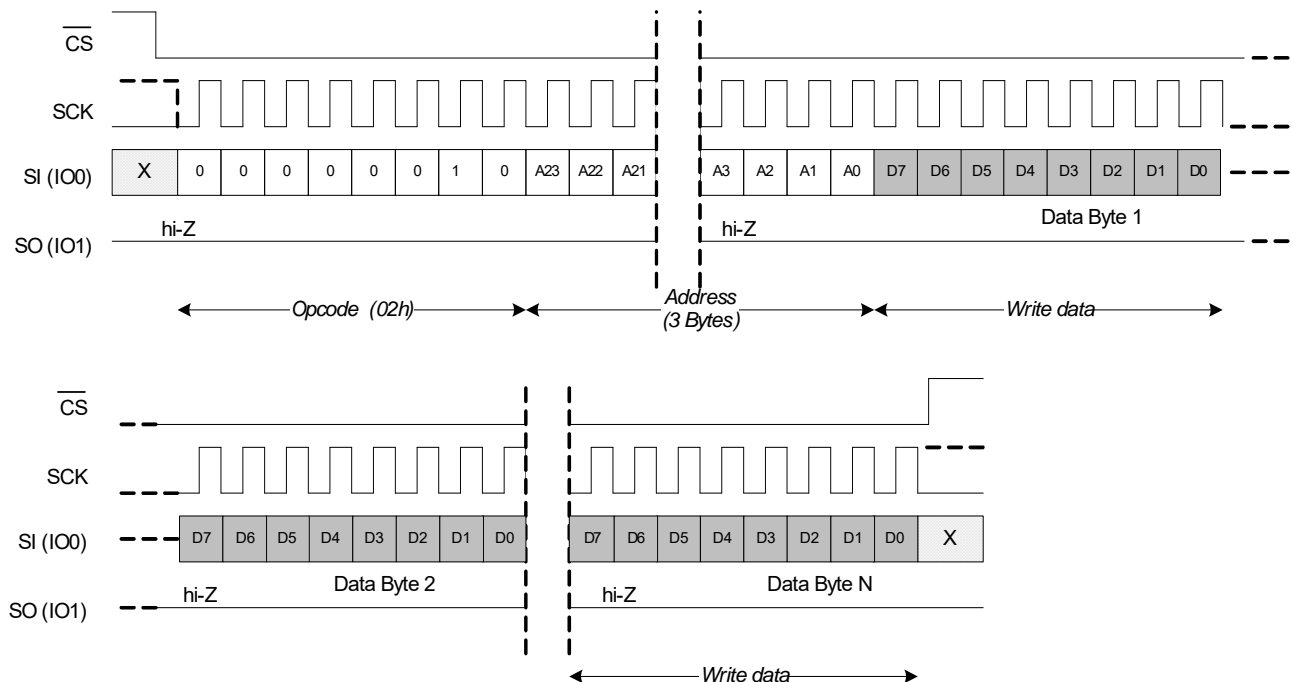 CS
SCK
SI (IO0) X 0 0 0 0 0 0 1 0 A23 A22 A21 A3 A2 A1 A0 D7 D6 D5 D4 D3 D2 D1 D0
hi-Z hi-Z Data Byte 1
SO (IO1)
Opcode (02h) Address (3 Bytes) Write data
CS
SCK
SI (IO0) D7 D6 D5 D4 D3 D2 D1 D0 D7 D6 D5 D4 D3 D2 D1 D0 X
hi-Z Data Byte 2 hi-Z Data Byte N
SO (IO1)
Write data